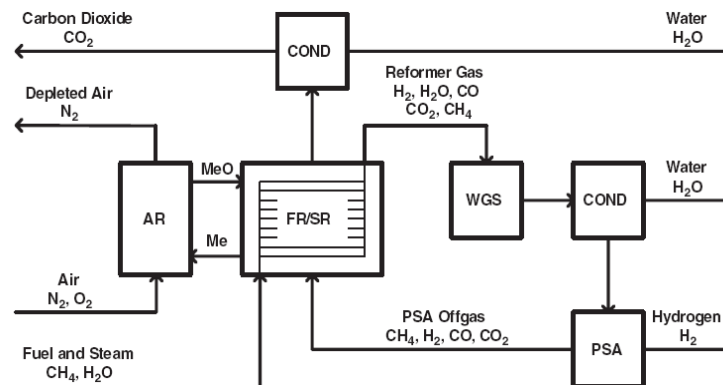 Carbon Dioxide
CO₂
COND
Water
H₂O
Depleted Air
N₂
Reformer Gas
H₂, H₂O, CO
CO₂, CH₄
MeO
AR
FR/SR
WGS
COND
Water
H₂O
Me
Air
N₂, O₂
PSA Offgas
CH₄, H₂, CO, CO₂
PSA
Hydrogen
H₂
Fuel and Steam
CH₄, H₂O